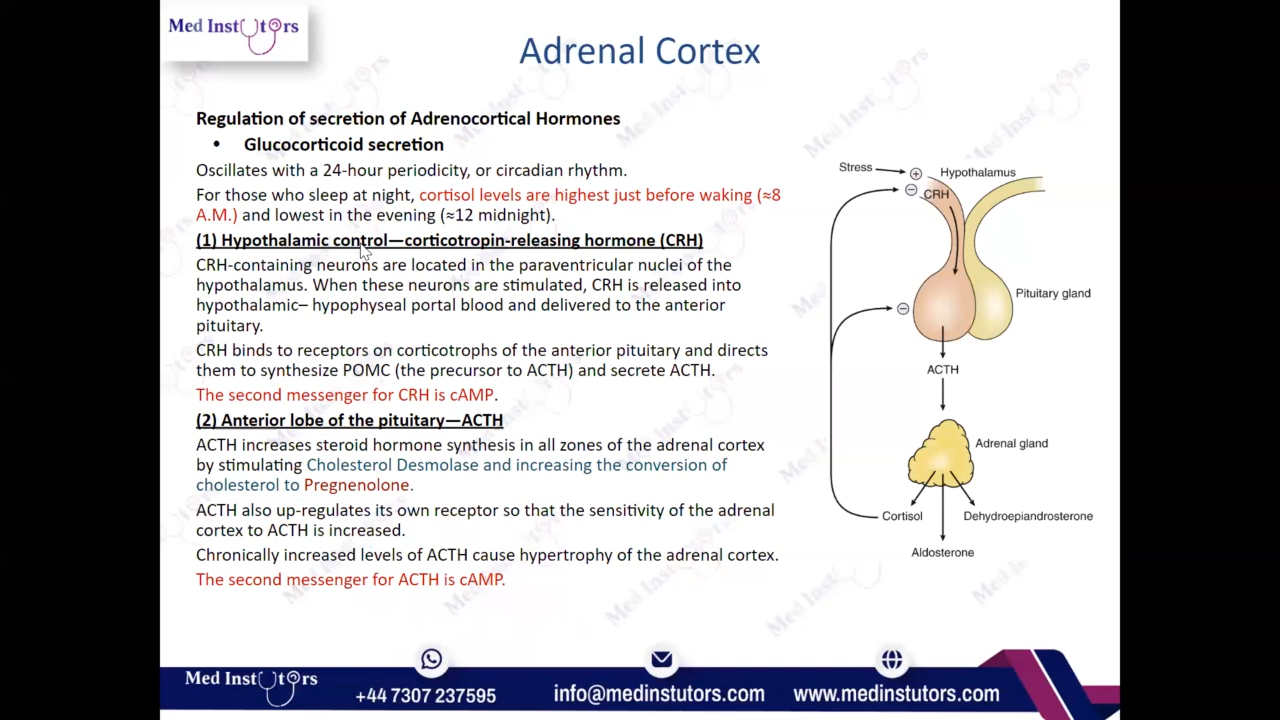 Med Instutors
Adrenal Cortex
Regulation of secretion of Adrenocortical Hormones
• Glucocorticoid secretion
Oscillates with a 24-hour periodicity, or circadian rhythm.
For those who sleep at night, cortisol levels are highest just before waking (≈8
A.M.) and lowest in the evening (≈12 midnight).
(1) Hypothalamic control—corticotropin-releasing hormone (CRH)
CRH-containing neurons are located in the paraventricular nuclei of the
hypothalamus. When these neurons are stimulated, CRH is released into
hypothalamic– hypophyseal portal blood and delivered to the anterior
pituitary.
CRH binds to receptors on corticotrophs of the anterior pituitary and directs
them to synthesize POMC (the precursor to ACTH) and secrete ACTH.
The second messenger for CRH is cAMP.
(2) Anterior lobe of the pituitary—ACTH
ACTH increases steroid hormone synthesis in all zones of the adrenal cortex
by stimulating Cholesterol Desmolase and increasing the conversion of
cholesterol to Pregnenolone.
ACTH also up-regulates its own receptor so that the sensitivity of the adrenal
cortex to ACTH is increased.
Chronically increased levels of ACTH cause hypertrophy of the adrenal cortex.
The second messenger for ACTH is cAMP.
Stress
+
Hypothalamus
−
CRH
Pituitary gland
−
ACTH
Adrenal gland
Cortisol
Dehydroepiandrosterone
Aldosterone
Med Instutors
+44 7307 237595
info@medinstutors.com
www.medinstutors.com